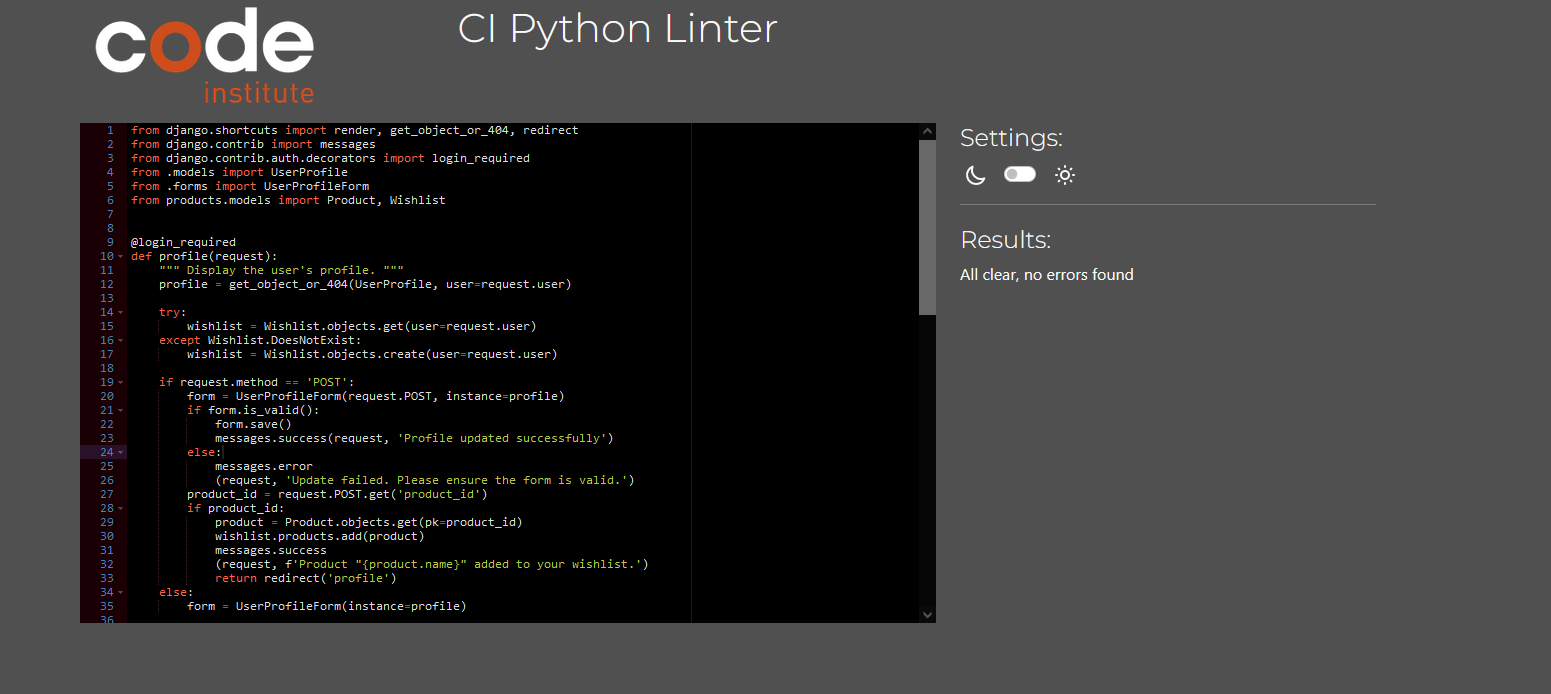 code
institute
CI Python Linter
1 from django.shortcuts import render, get_object_or_404, redirect
2 from django.contrib import messages
3 from django.contrib.auth.decorators import login_required
4 from .models import UserProfile
5 from .forms import UserProfileForm
6 from products.models import Product, Wishlist
7
8
9 @login_required
10 def profile(request):
11     """ Display the user's profile. """
12     profile = get_object_or_404(UserProfile, user=request.user)
13
14     try:
15         wishlist = Wishlist.objects.get(user=request.user)
16     except Wishlist.DoesNotExist:
17         wishlist = Wishlist.objects.create(user=request.user)
18
19     if request.method == 'POST':
20         form = UserProfileForm(request.POST, instance=profile)
21         if form.is_valid():
22             form.save()
23             messages.success(request, 'Profile updated successfully')
24         else:
25             messages.error
26             (request, 'Update failed. Please ensure the form is valid.')
27         product_id = request.POST.get('product_id')
28         if product_id:
29             product = Product.objects.get(pk=product_id)
30             wishlist.products.add(product)
31             messages.success
32             (request, f'Product "{product.name}" added to your wishlist.')
33             return redirect('profile')
34     else:
35         form = UserProfileForm(instance=profile)
36
Settings:
Results:
All clear, no errors found